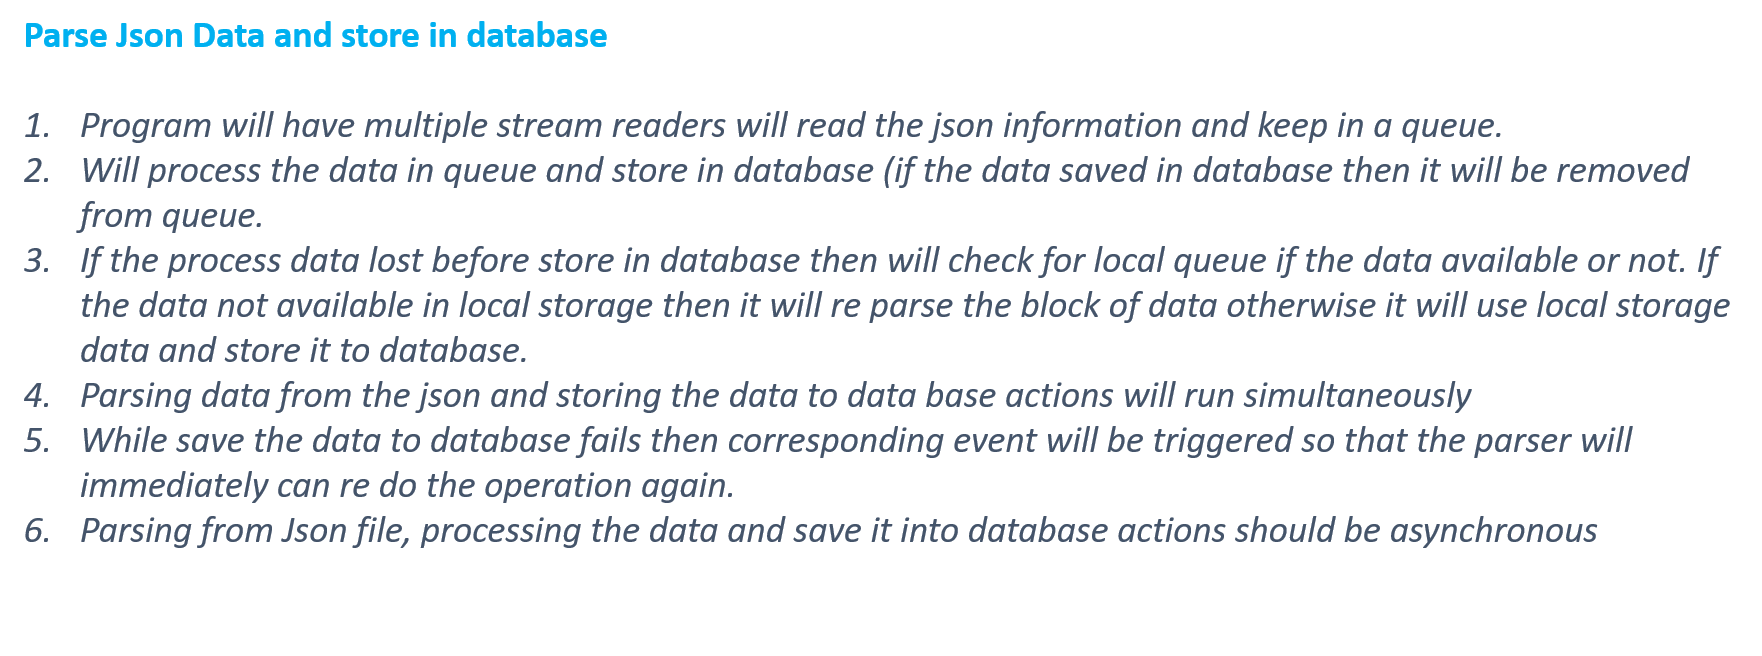 Parse Json Data and store in database
1. Program will have multiple stream readers will read the json information and keep in a queue.
2. Will process the data in queue and store in database (if the data saved in database then it will be removed
from queue.
3. If the process data lost before store in database then will check for local queue if the data available or not. If
the data not available in local storage then it will re parse the block of data otherwise it will use local storage
data and store it to database.
4. Parsing data from the json and storing the data to data base actions will run simultaneously
5. While save the data to database fails then corresponding event will be triggered so that the parser will
immediately can re do the operation again.
6. Parsing from Json file, processing the data and save it into database actions should be asynchronous